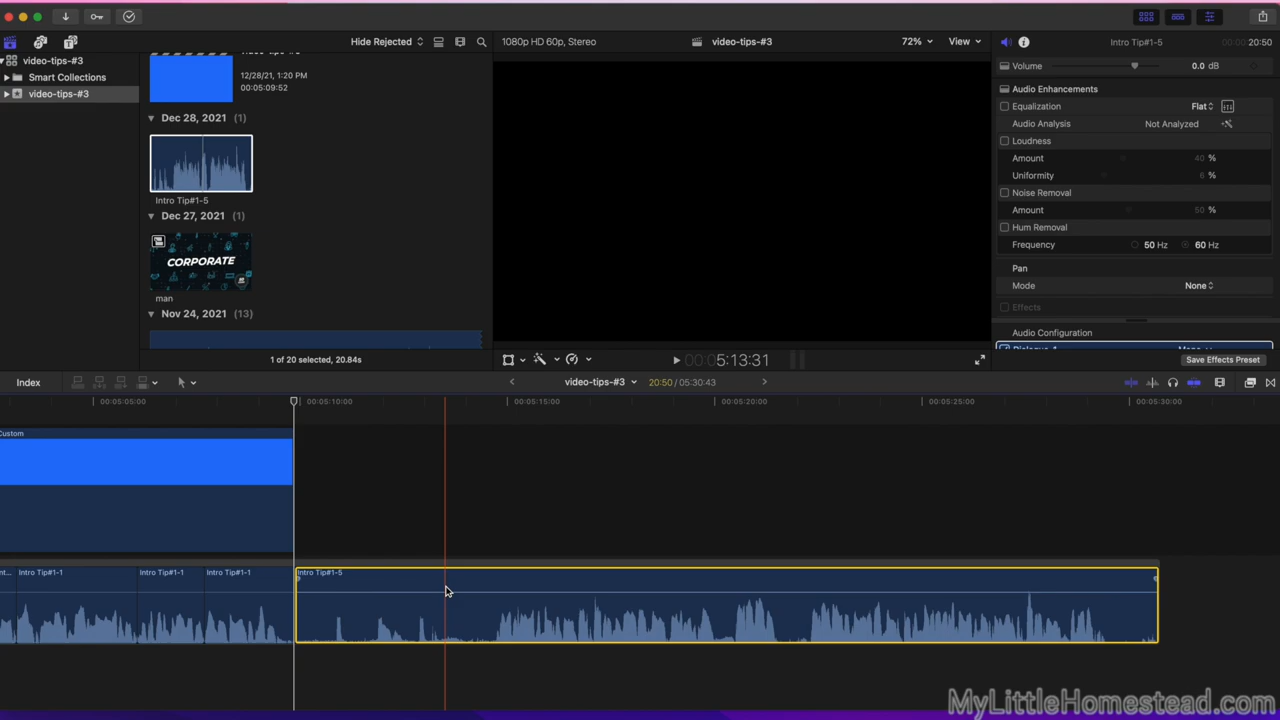 Hide Rejected
1080p HD 60p, Stereo
video-tips-#3
72%
View
Intro Tip#1-5
00:00:00:20:50
video-tips-#3
Smart Collections
video-tips-#3
12/28/21, 1:20 PM
00:05:09:52
Dec 28, 2021 (1)
Intro Tip#1-5
Dec 27, 2021 (1)
CORPORATE
man
Nov 24, 2021 (13)
1 of 20 selected, 20.84s
00:00:5:13:31
Volume
0.0 dB
Audio Enhancements
Equalization
Flat
Audio Analysis
Not Analyzed
Loudness
Amount
40 %
Uniformity
6 %
Noise Removal
Amount
50 %
Hum Removal
Frequency
50 Hz
60 Hz
Pan
Mode
None
Effects
Audio Configuration
Save Effects Preset
Index
video-tips-#3
20:50 / 05:30:43
00:05:05:00
00:05:10:00
00:05:15:00
00:05:20:00
00:05:25:00
00:05:30:00
Custom
Int...
Intro Tip#1-1
Intro Tip#1-1
Intro Tip#1-1
Intro Tip#1-5
MyLittleHomestead.com